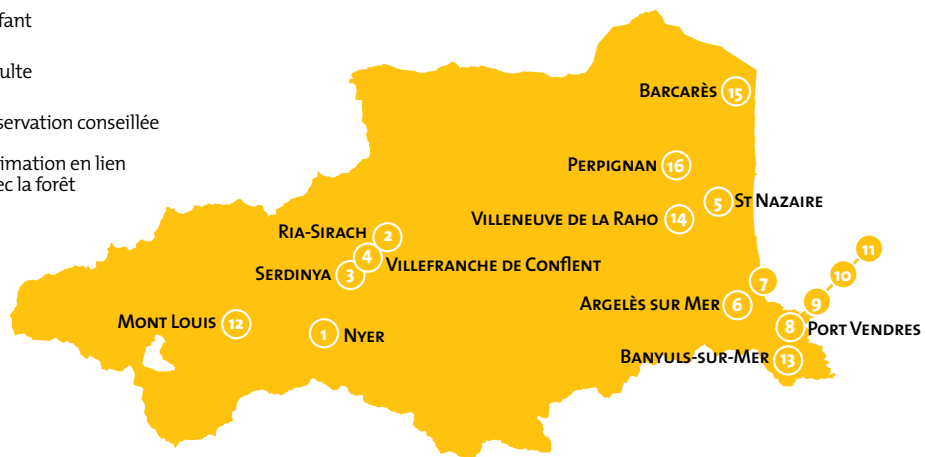 fant
ulte
servation conseillée
imation en lien
ec la forêt
Barcarès 15
Perpignan 16
5 St Nazaire
Villeneuve de la Raho 14
Ria-Sirach 2
4 Villefranche de Conflent
Serdinya 3
11
10
7
9
Argelès sur Mer 6
Mont Louis 12
1 Nyer
8 Port Vendres
Banyuls-sur-Mer 13